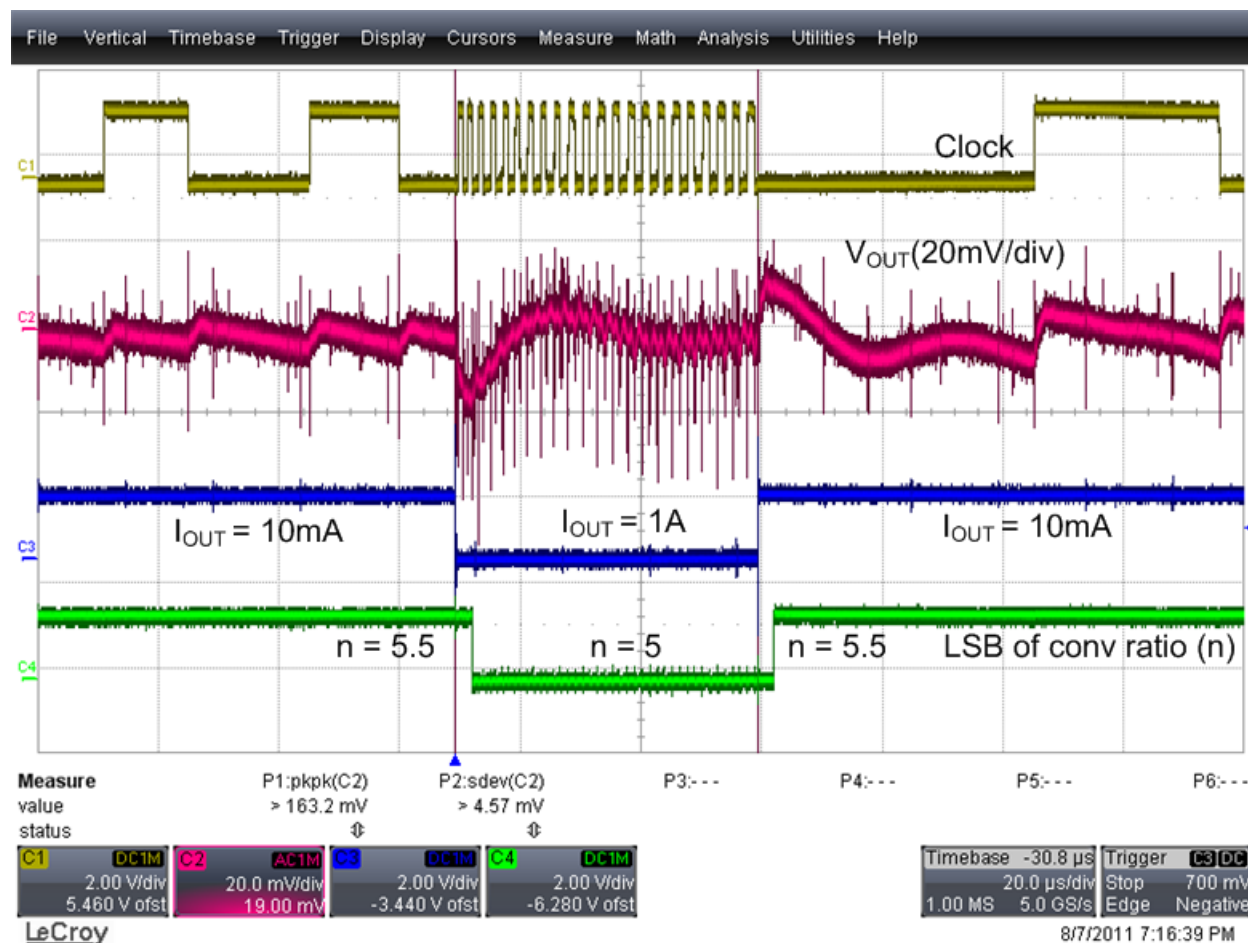 File Vertical Timebase Trigger Display Cursors Measure Math Analysis Utilities Help
C1
Clock
V_OUT(20mV/div)
C2
I_OUT = 10mA
I_OUT = 1A
I_OUT = 10mA
C3
n = 5.5
n = 5
n = 5.5
LSB of conv ratio (n)
C4
Measure P1:pkpk(C2) P2:sdev(C2) P3:- - - P4:- - - P5:- - - P6:- - -
value > 163.2 mV > 4.57 mV
status
C1 DC1M C2 AC1M C3 DC1M C4 DC1M Timebase -30.8 µs Trigger C3 DC
2.00 V/div 20.0 mV/div 2.00 V/div 2.00 V/div 20.0 µs/div Stop 700 mV
5.460 V ofst 19.00 mV -3.440 V ofst -6.280 V ofst 1.00 MS 5.0 GS/s Edge Negative
LeCroy 8/7/2011 7:16:39 PM